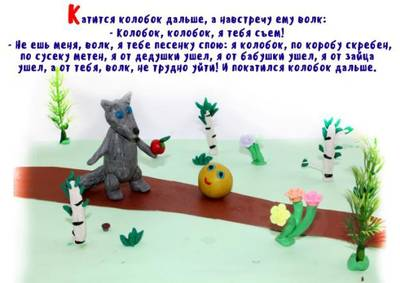 Катится колобок дальше, а навстречу ему волк:
- Колобок, колобок, я тебя съем!
- Не ешь меня, волк, я тебе песенку спою: я колобок, по коробу скребен,
по сусеку метен, я от дедушки ушел, я от бабушки ушел, я от зайца
ушел, а от тебя, волк, не трудно уйти! И покатился колобок дальше.